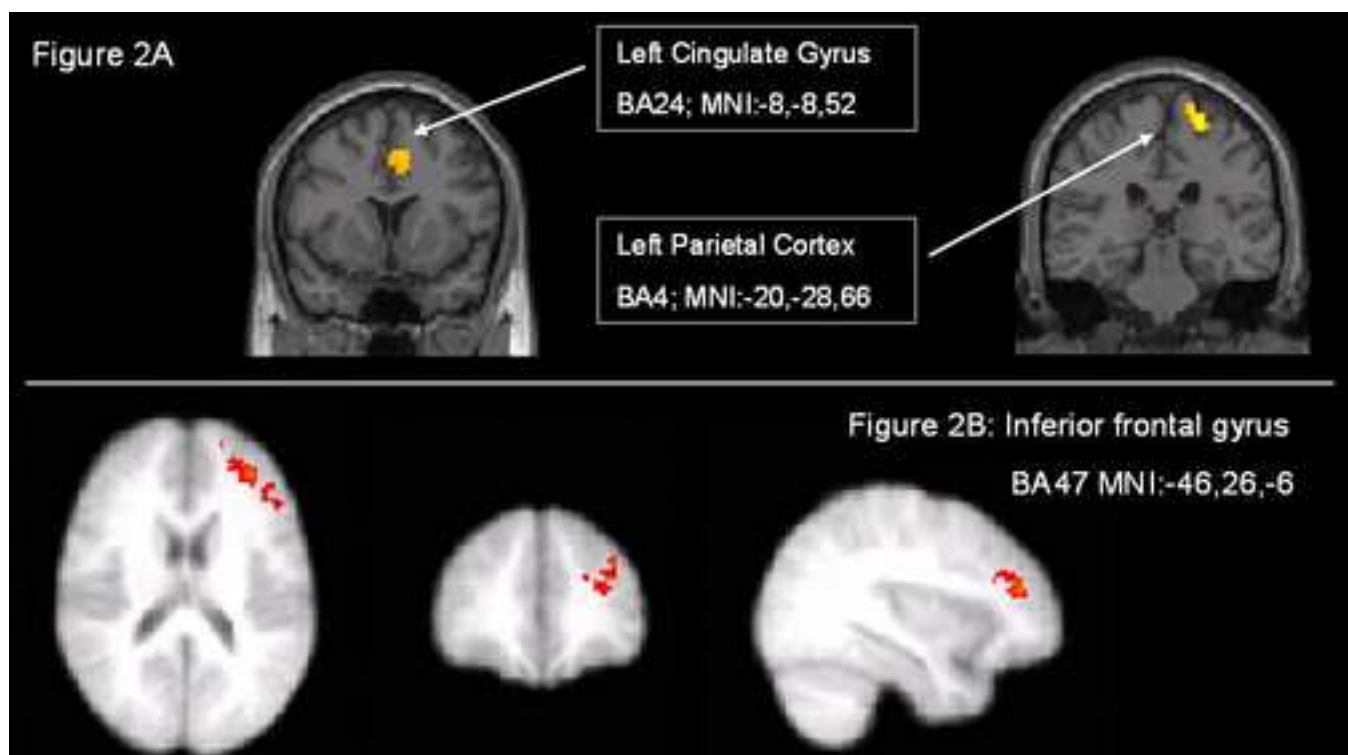 Figure 2A
Left Cingulate Gyrus
BA24; MNI:-8,-8,52
Left Parietal Cortex
BA4; MNI:-20,-28,66
Figure 2B: Inferior frontal gyrus
BA47 MNI:-46,26,-6